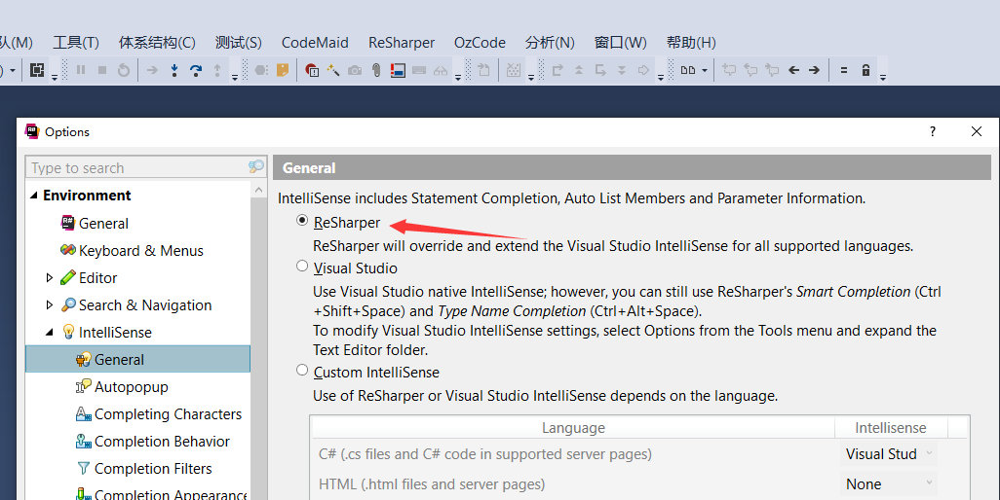 队(M) 工具(T) 体系结构(C) 测试(S) CodeMaid ReSharper OzCode 分析(N) 窗口(W) 帮助(H)
Options
Type to search
General
Environment
General
Keyboard & Menus
Editor
Search & Navigation
IntelliSense
General
Autopopup
Completing Characters
Completion Behavior
Completion Filters
Completion Appearance
IntelliSense includes Statement Completion, Auto List Members and Parameter Information.
ReSharper
ReSharper will override and extend the Visual Studio IntelliSense for all supported languages.
Visual Studio
Use Visual Studio native IntelliSense; however, you can still use ReSharper's Smart Completion (Ctrl
+Shift+Space) and Type Name Completion (Ctrl+Alt+Space).
To modify Visual Studio IntelliSense settings, select Options from the Tools menu and expand the
Text Editor folder.
Custom IntelliSense
Use of ReSharper or Visual Studio IntelliSense depends on the language.
Language Intellisense
C# (.cs files and C# code in supported server pages) Visual Stud
HTML (.html files and server pages) None